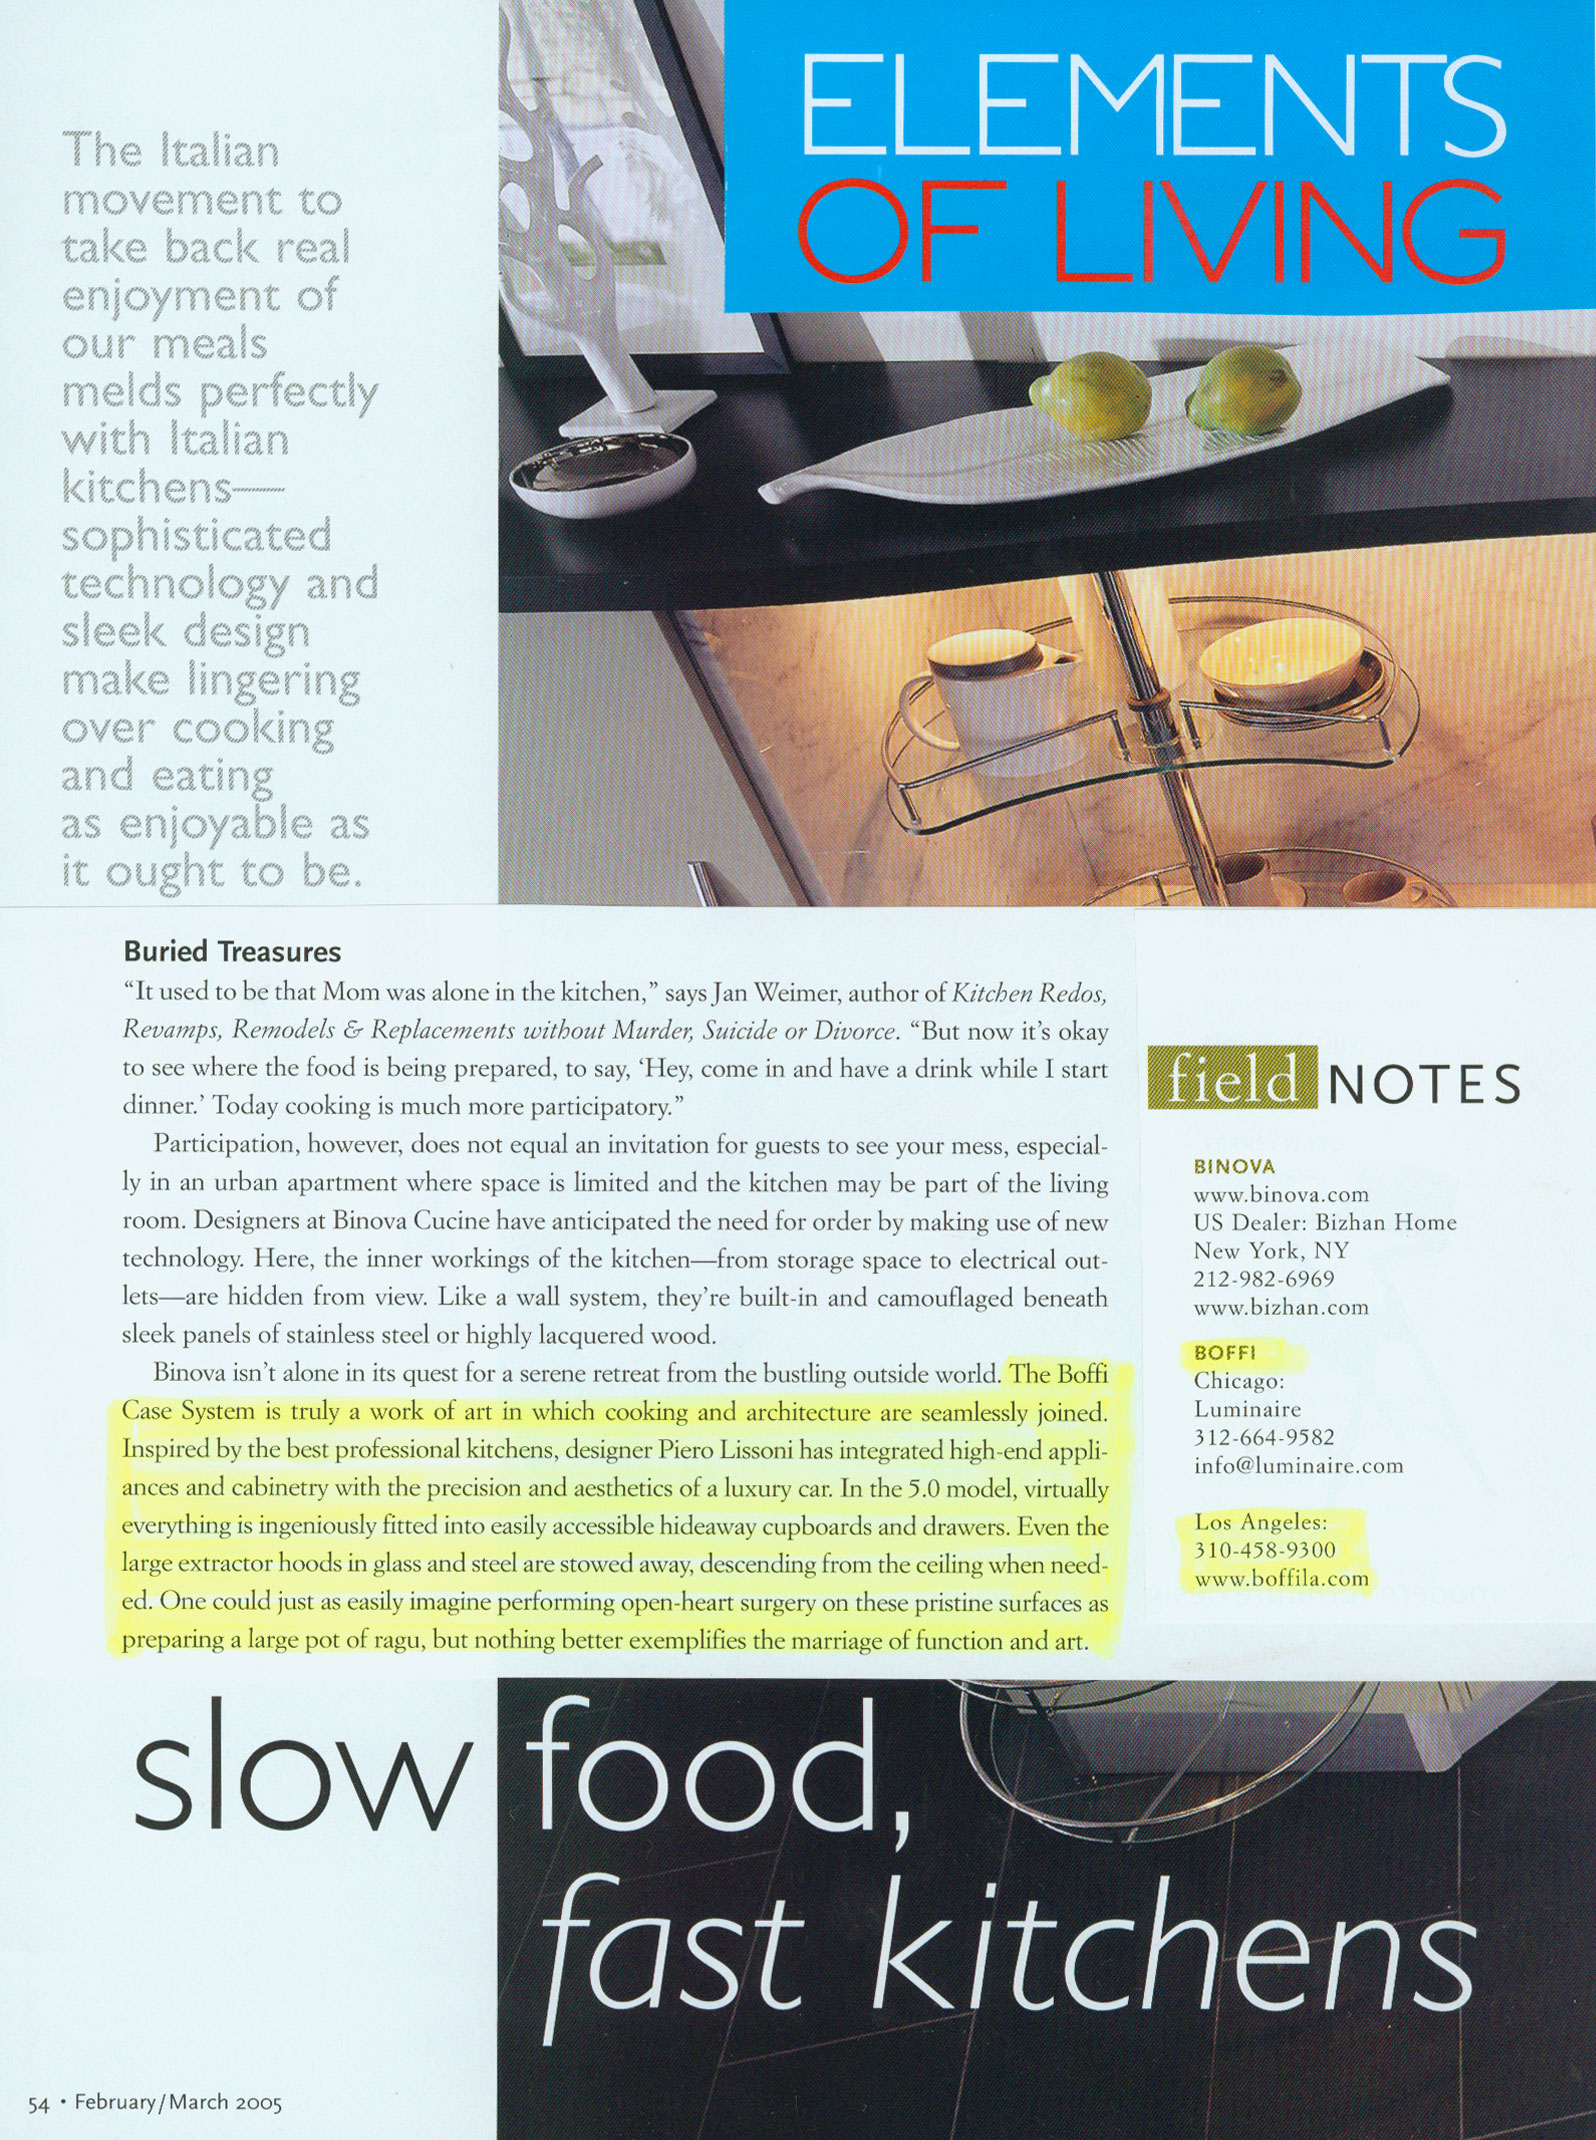 ELEMENTS
OF LIVING
The Italian
movement to
take back real
enjoyment of
our meals
melds perfectly
with Italian
kitchens—
sophisticated
technology and
sleek design
make lingering
over cooking
and eating
as enjoyable as
it ought to be.
Buried Treasures
“It used to be that Mom was alone in the kitchen,” says Jan Weimer, author of Kitchen Redos,
Revamps, Remodels & Replacements without Murder, Suicide or Divorce. “But now it’s okay
to see where the food is being prepared, to say, ‘Hey, come in and have a drink while I start
dinner.’ Today cooking is much more participatory.”
Participation, however, does not equal an invitation for guests to see your mess, especial-
ly in an urban apartment where space is limited and the kitchen may be part of the living
room. Designers at Binova Cucine have anticipated the need for order by making use of new
technology. Here, the inner workings of the kitchen—from storage space to electrical out-
lets—are hidden from view. Like a wall system, they’re built-in and camouflaged beneath
sleek panels of stainless steel or highly lacquered wood.
Binova isn’t alone in its quest for a serene retreat from the bustling outside world. The Boffi
Case System is truly a work of art in which cooking and architecture are seamlessly joined.
Inspired by the best professional kitchens, designer Piero Lissoni has integrated high-end appli-
ances and cabinetry with the precision and aesthetics of a luxury car. In the 5.0 model, virtually
everything is ingeniously fitted into easily accessible hideaway cupboards and drawers. Even the
large extractor hoods in glass and steel are stowed away, descending from the ceiling when need-
ed. One could just as easily imagine performing open-heart surgery on these pristine surfaces as
preparing a large pot of ragu, but nothing better exemplifies the marriage of function and art.
field NOTES
BINOVA
www.binova.com
US Dealer: Bizhan Home
New York, NY
212-982-6969
www.bizhan.com
BOFFI
Chicago:
Luminaire
312-664-9582
info@luminaire.com
Los Angeles:
310-458-9300
www.boffila.com
slow food,
fast kitchens
54 • February/March 2005